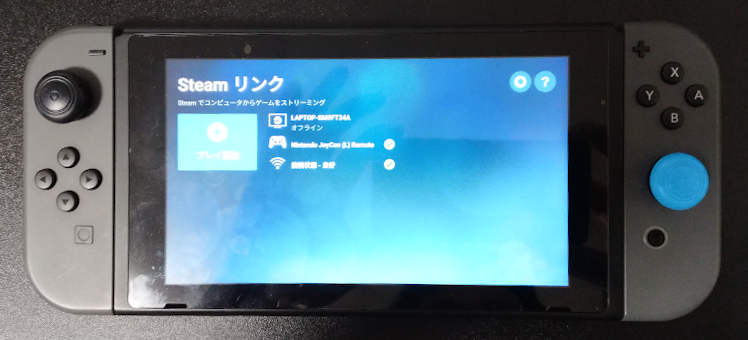 Steam リンク
?
Steam でコンピュータからゲームをストリーミング
LAPTOP-SM9FT34A
オフライン
Nintendo JoyCon (L) Remote
プレイ開始
接続状態 - 良好
X
Y
A
B